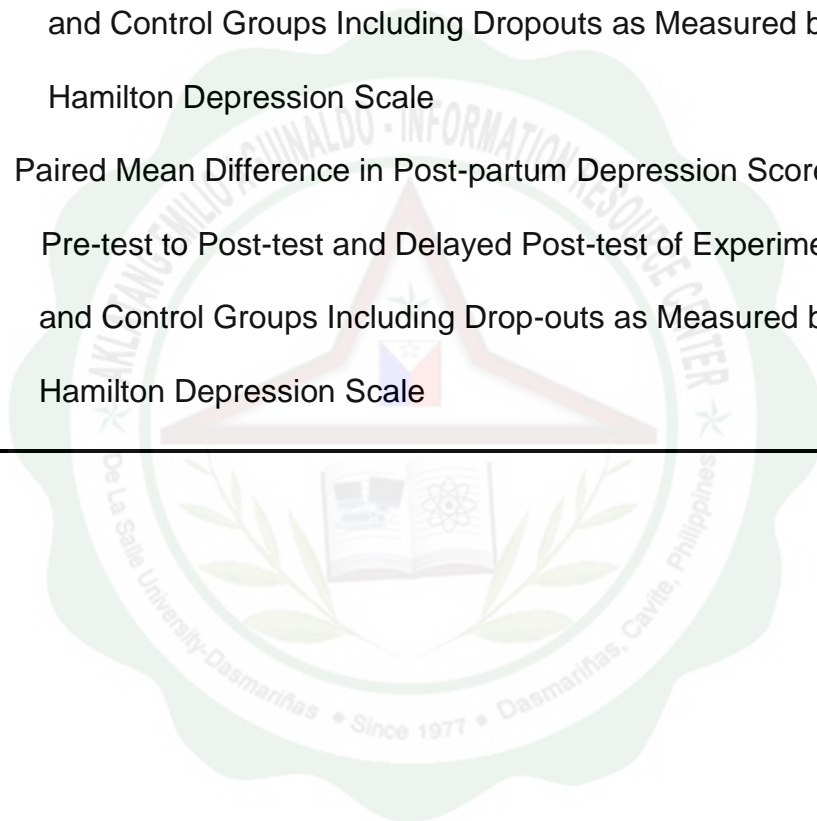 and Control Groups Including Dropouts as Measured b
Hamilton Depression Scale
Paired Mean Difference in Post-partum Depression Score
Pre-test to Post-test and Delayed Post-test of Experime
and Control Groups Including Drop-outs as Measured b
Hamilton Depression Scale
AKLATANG EMILIO AGUINALDO - INFORMATION RESOURCE CENTER
De La Salle University-Dasmariñas • Since 1977 • Dasmariñas, Cavite, Philippines